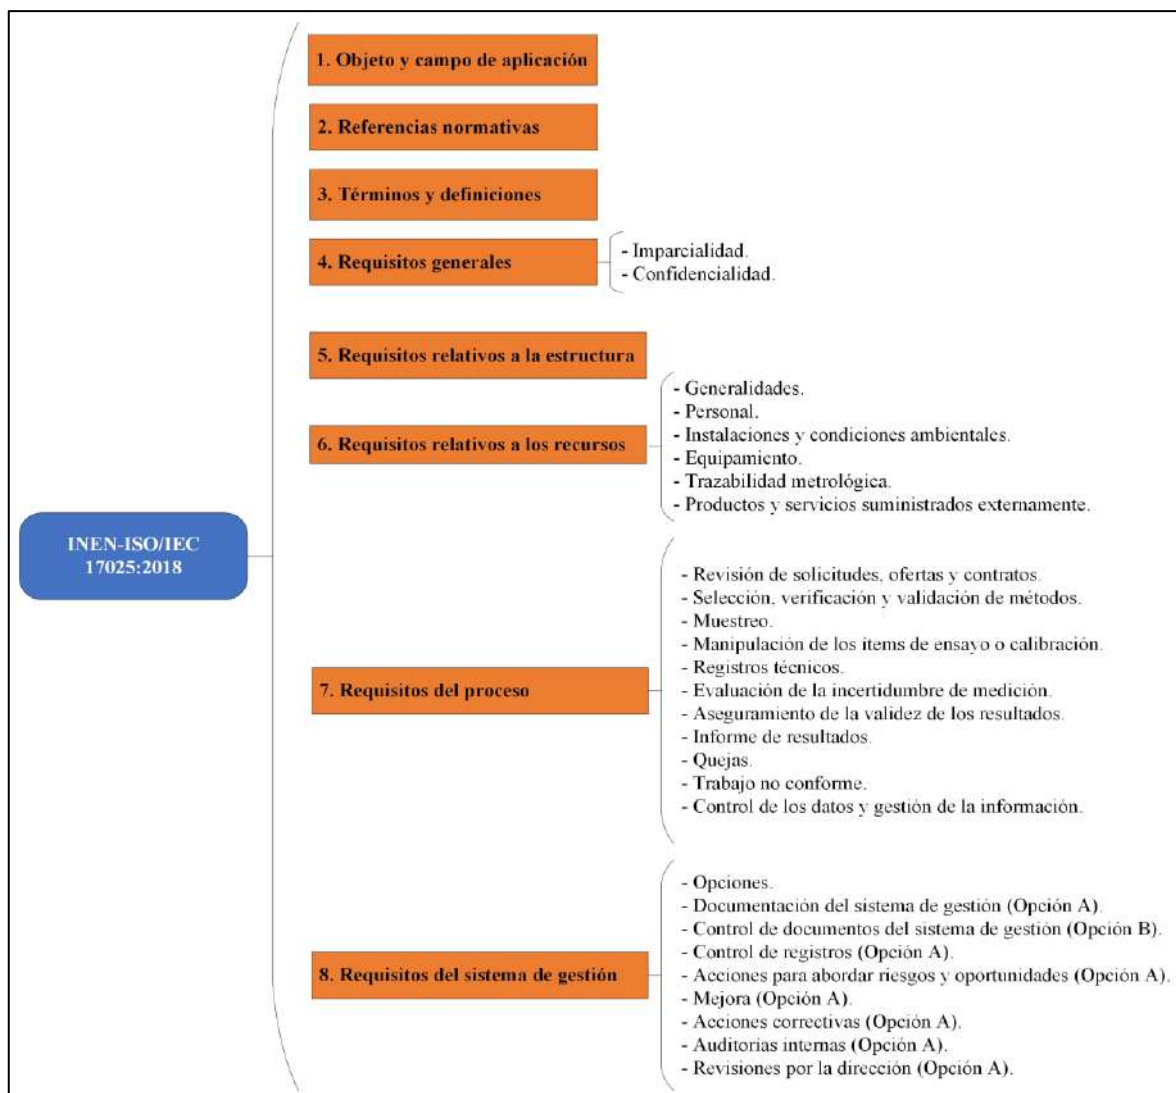 1. Objeto y campo de aplicación
2. Referencias normativas
3. Términos y definiciones
4. Requisitos generales
- Imparcialidad.
- Confidencialidad.
5. Requisitos relativos a la estructura
6. Requisitos relativos a los recursos
- Generalidades.
- Personal.
- Instalaciones y condiciones ambientales.
- Equipamiento.
- Trazabilidad metrológica.
- Productos y servicios suministrados externamente.
INEN-ISO/IEC
17025:2018
7. Requisitos del proceso
- Revisión de solicitudes, ofertas y contratos.
- Selección, verificación y validación de métodos.
- Muestreo.
- Manipulación de los ítems de ensayo o calibración.
- Registros técnicos.
- Evaluación de la incertidumbre de medición.
- Aseguramiento de la validez de los resultados.
- Informe de resultados.
- Quejas.
- Trabajo no conforme.
- Control de los datos y gestión de la información.
8. Requisitos del sistema de gestión
- Opciones.
- Documentación del sistema de gestión (Opción A).
- Control de documentos del sistema de gestión (Opción B).
- Control de registros (Opción A).
- Acciones para abordar riesgos y oportunidades (Opción A).
- Mejora (Opción A).
- Acciones correctivas (Opción A).
- Auditorías internas (Opción A).
- Revisiones por la dirección (Opción A).